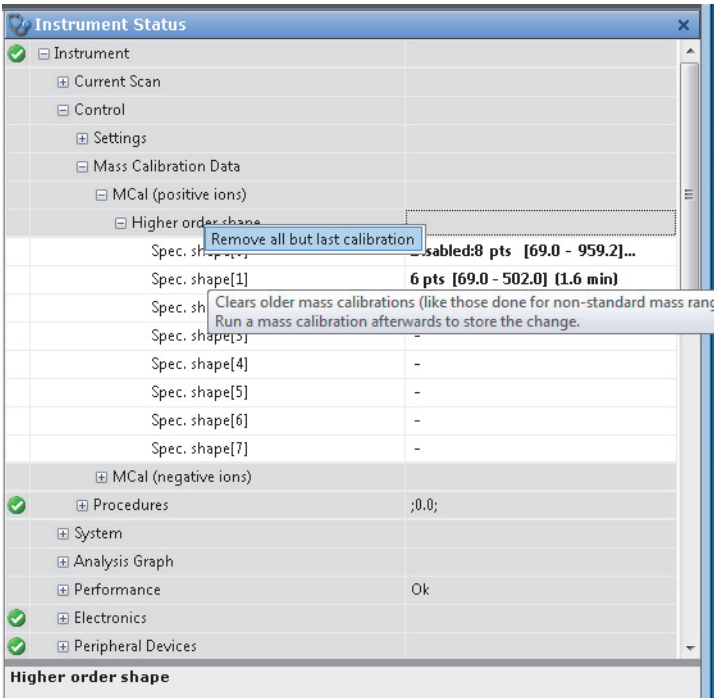 Instrument Status
Instrument
Current Scan
Control
Settings
Mass Calibration Data
MCal (positive ions)
Higher order shape
Remove all but last calibration
Spec. sh sabled:8 pts [69.0 - 959.2]...
Spec. shape[1] 6 pts [69.0 - 502.0] (1.6 min)
Clears older mass calibrations (like those done for non-standard mass rang
Spec. sh
Run a mass calibration afterwards to store the change.
Spec. shape[3] -
Spec. shape[4] -
Spec. shape[5] -
Spec. shape[6] -
Spec. shape[7] -
MCal (negative ions)
Procedures ;0.0;
System
Analysis Graph
Performance Ok
Electronics
Peripheral Devices
Higher order shape